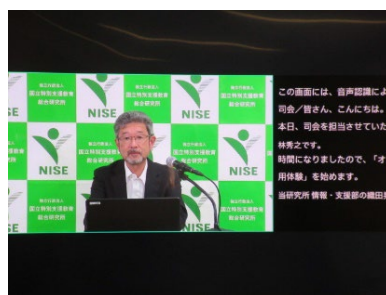 独立行政法人
国立特別支援教育
総合研究所
NISE
この画面には、音声認識によ
司会／皆さん、こんにちは。
本日、司会を担当させていた
林秀之です。
時間になりましたので、「オ
用体験」を始めます。
当研究所 情報・支援部の織田